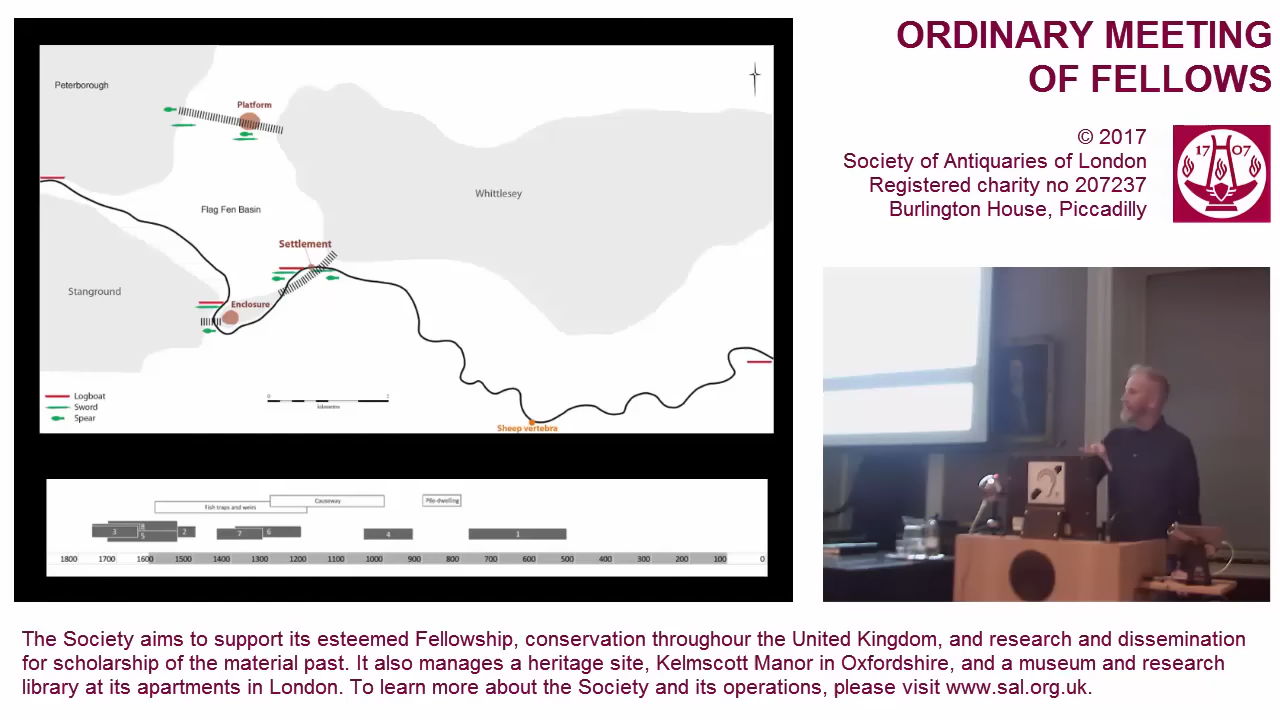 ORDINARY MEETING
OF FELLOWS
© 2017
Society of Antiquaries of London
Registered charity no 207237
Burlington House, Piccadilly
17 07
Peterborough
Platform
Whittlesey
Flag Fen Basin
Settlement
Stanground
Enclosure
Logboat
Sword
Spear
0 2
kilometres
Sheep vertebra
Causeway
Pile-dwelling
Fish traps and weirs
3 8 5 2 7 6 4 1
1800 1700 1600 1500 1400 1300 1200 1100 1000 900 800 700 600 500 400 300 200 100 0
The Society aims to support its esteemed Fellowship, conservation throughour the United Kingdom, and research and dissemination
for scholarship of the material past. It also manages a heritage site, Kelmscott Manor in Oxfordshire, and a museum and research
library at its apartments in London. To learn more about the Society and its operations, please visit www.sal.org.uk.